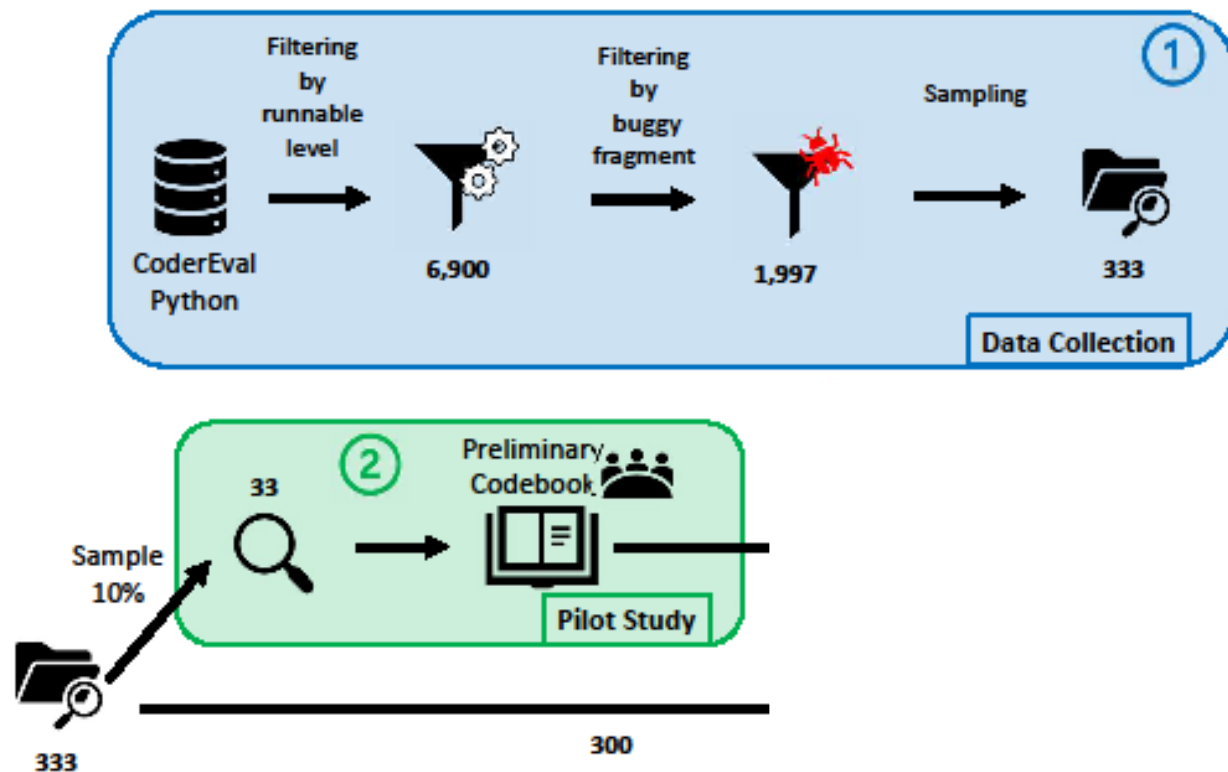 Filtering
by
runnable
level
Filtering
by
buggy
fragment
Sampling
1
CoderEval
Python
6,900
1,997
333
Data Collection
2
33
Preliminary
Codebook
Sample
10%
Pilot Study
333
300